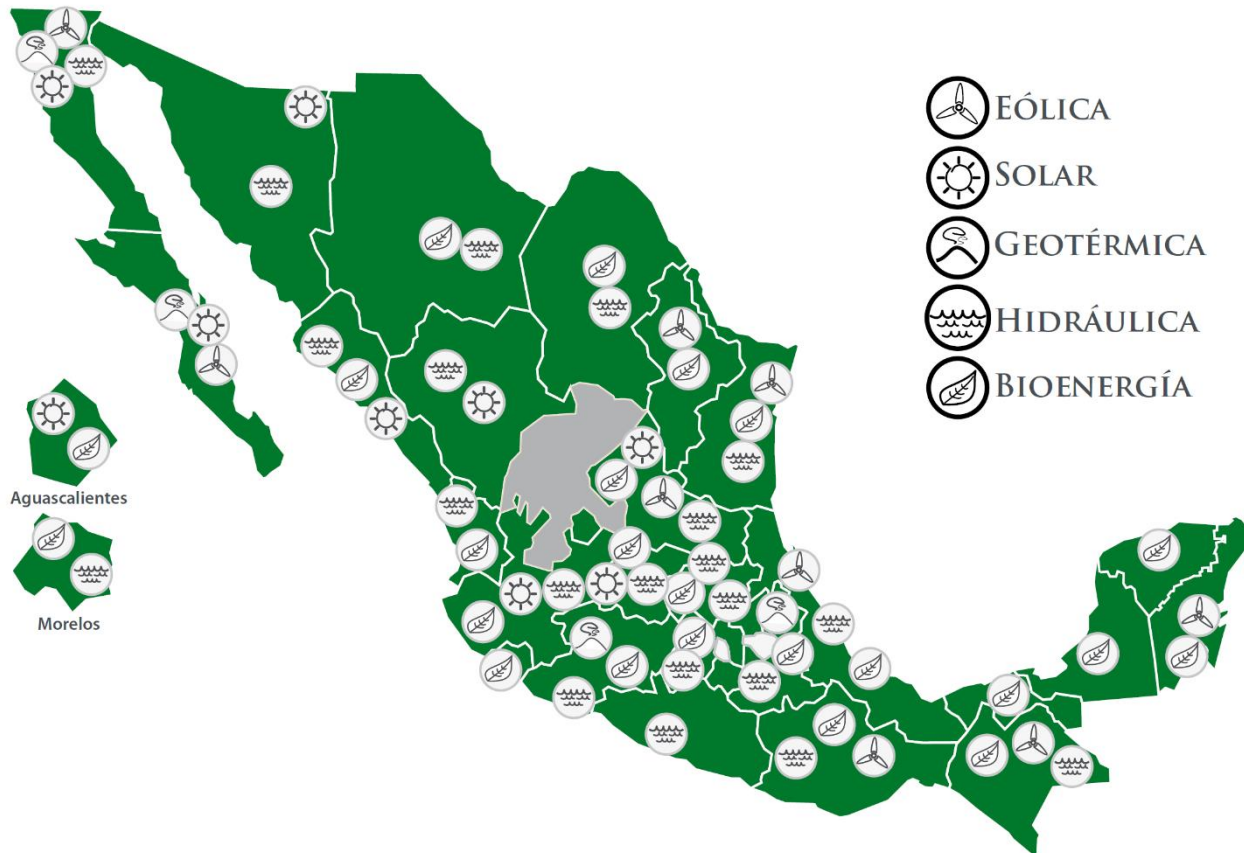 EÓLICA
SOLAR
GEOTÉRMICA
HIDRÁULICA
BIOENERGÍA
Aguascalientes
Morelos